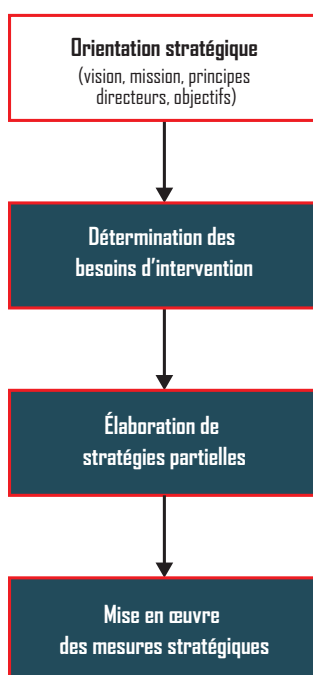 Orientation stratégique
(vision, mission, principes
directeurs, objectifs)
Détermination des
besoins d'intervention
Élaboration de
stratégies partielles
Mise en œuvre
des mesures stratégiques